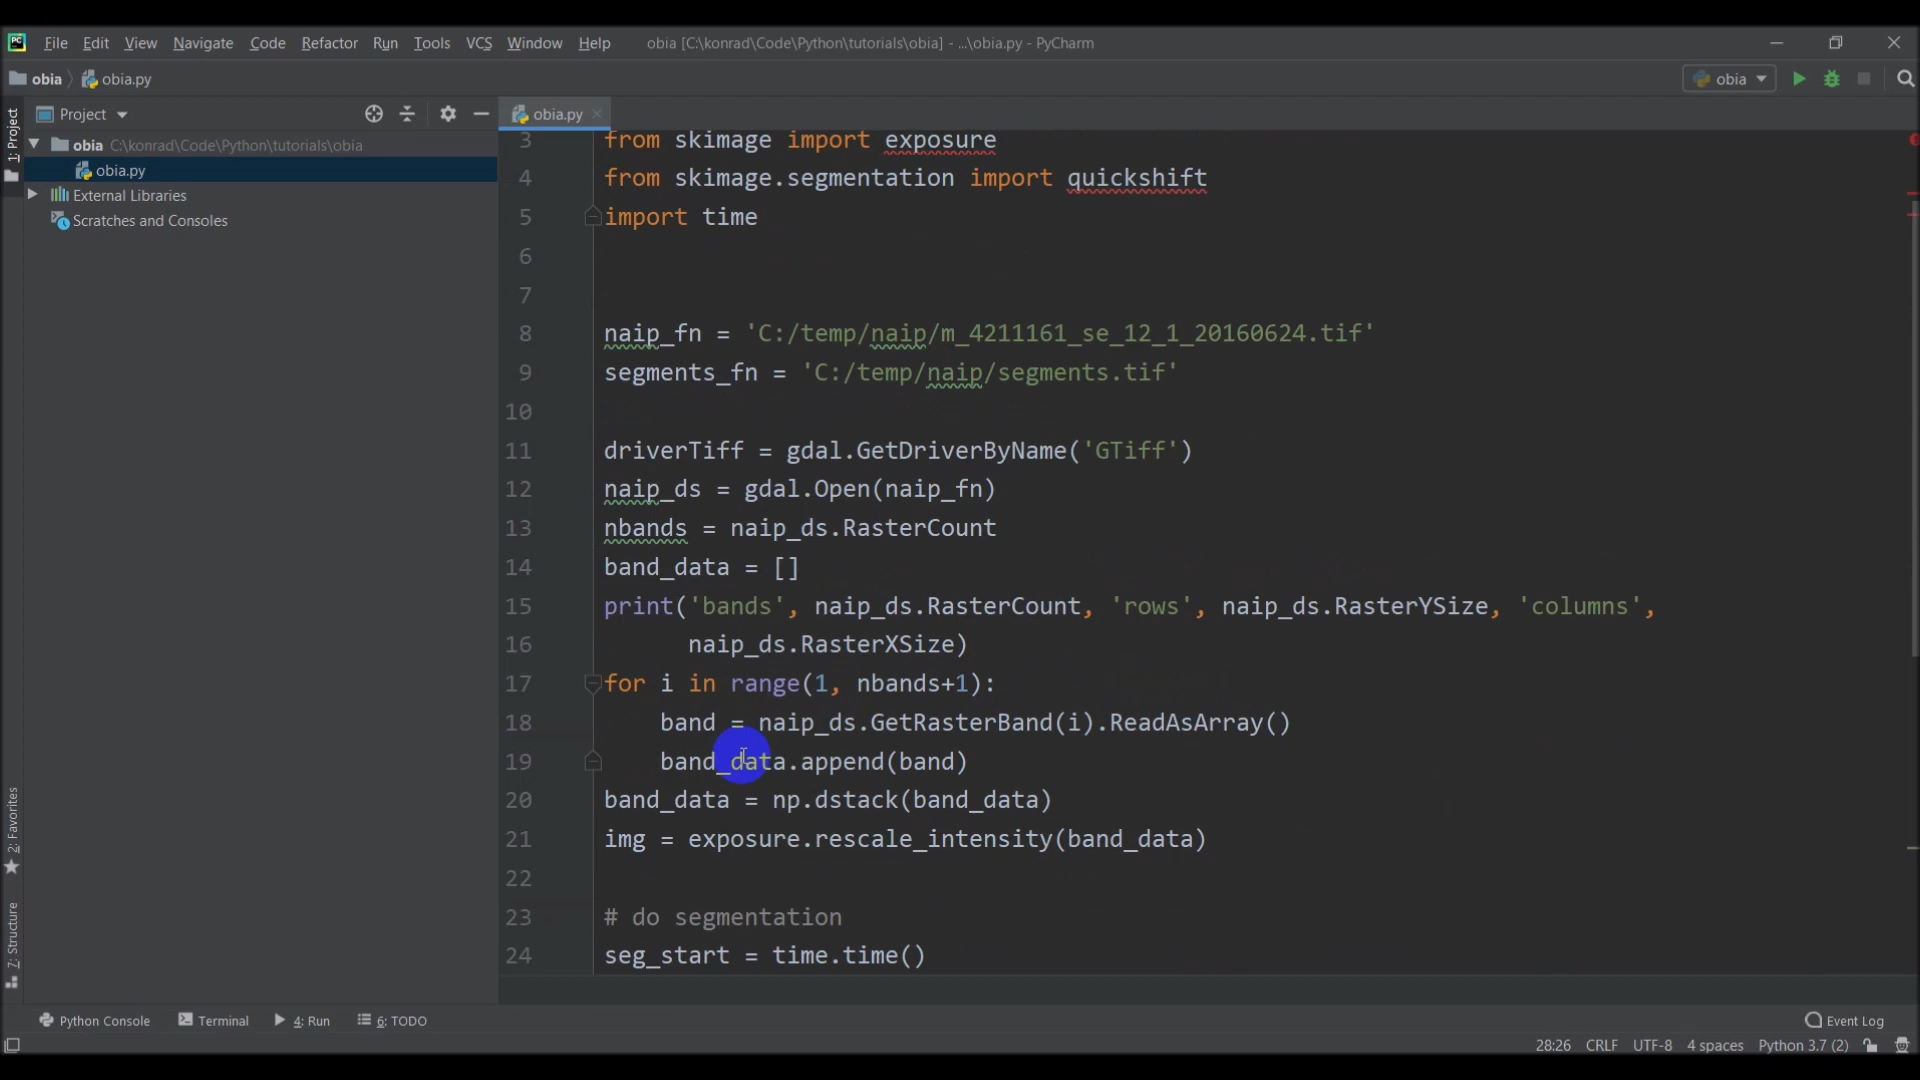 PC File Edit View Navigate Code Refactor Run Tools VCS Window Help obia [C:\konrad\Code\Python\tutorials\obia] - ...\obia.py - PyCharm
obia obia.py obia
1: Project
Project
obia.py
obia C:\konrad\Code\Python\tutorials\obia
obia.py
External Libraries
Scratches and Consoles
3 from skimage import exposure
4 from skimage.segmentation import quickshift
5 import time
6
7
8 naip_fn = 'C:/temp/naip/m_4211161_se_12_1_20160624.tif'
9 segments_fn = 'C:/temp/naip/segments.tif'
10
11 driverTiff = gdal.GetDriverByName('GTiff')
12 naip_ds = gdal.Open(naip_fn)
13 nbands = naip_ds.RasterCount
14 band_data = []
15 print('bands', naip_ds.RasterCount, 'rows', naip_ds.RasterYSize, 'columns',
16 naip_ds.RasterXSize)
17 for i in range(1, nbands+1):
18 band = naip_ds.GetRasterBand(i).ReadAsArray()
19 band_data.append(band)
20 band_data = np.dstack(band_data)
21 img = exposure.rescale_intensity(band_data)
22
23 # do segmentation
24 seg_start = time.time()
2: Favorites
7: Structure
Python Console Terminal 4: Run 6: TODO Event Log
28:26 CRLF UTF-8 4 spaces Python 3.7 (2)